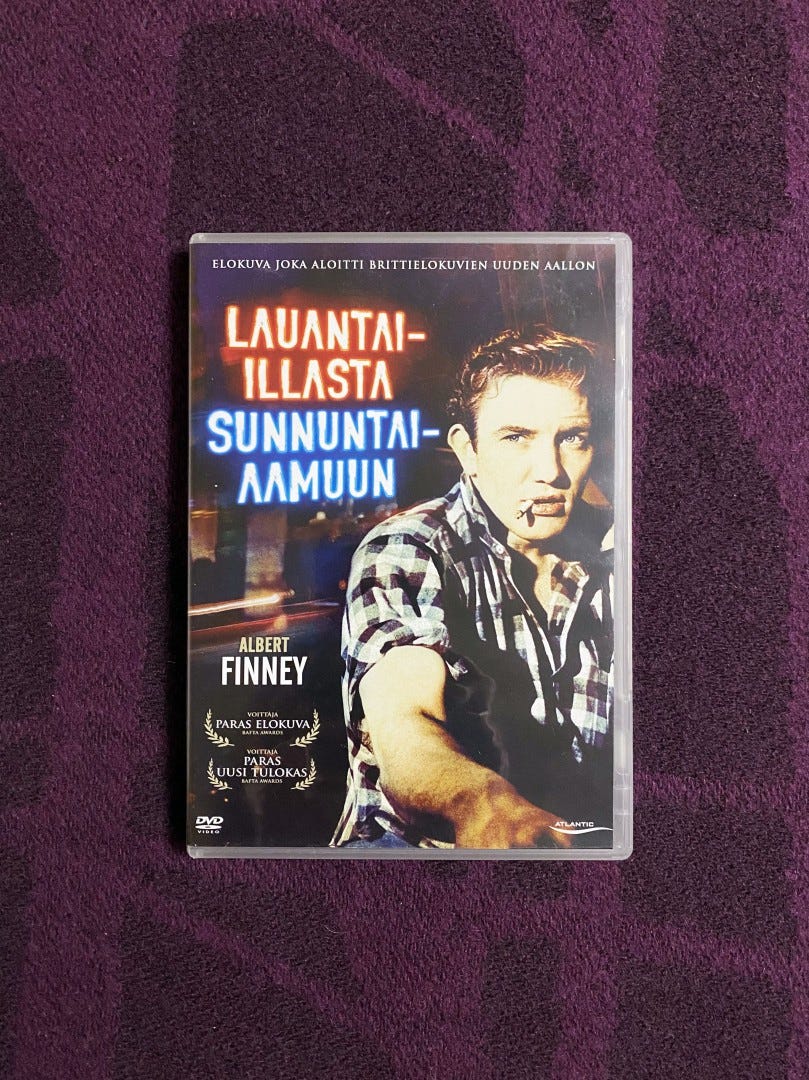 ELOKUVA JOKA ALOITTI BRITTIELOKUVIEN UUDEN AALLON
LAUANTAI-
ILLASTA
SUNNUNTAI-
AAMUUN
ALBERT
FINNEY
VOITTAJA
PARAS ELOKUVA
BAFTA AWARDS
VOITTAJA
PARAS
UUSI TULOKAS
BAFTA AWARDS
DVD
VIDEO
ATLANTIC